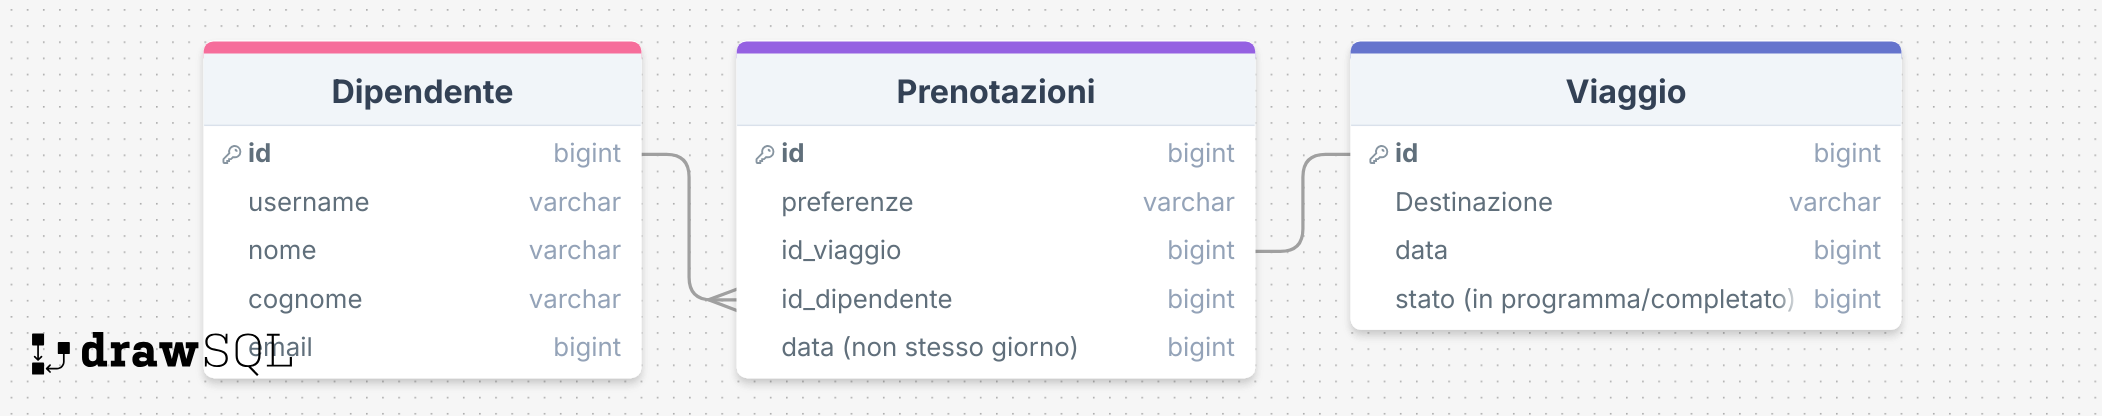 Dipendente
id bigint
username varchar
nome varchar
cognome varchar
email bigint
Prenotazioni
id bigint
preferenze varchar
id_viaggio bigint
id_dipendente bigint
data (non stesso giorno) bigint
Viaggio
id bigint
Destinazione varchar
data bigint
stato (in programma/completato) bigint
drawSQL